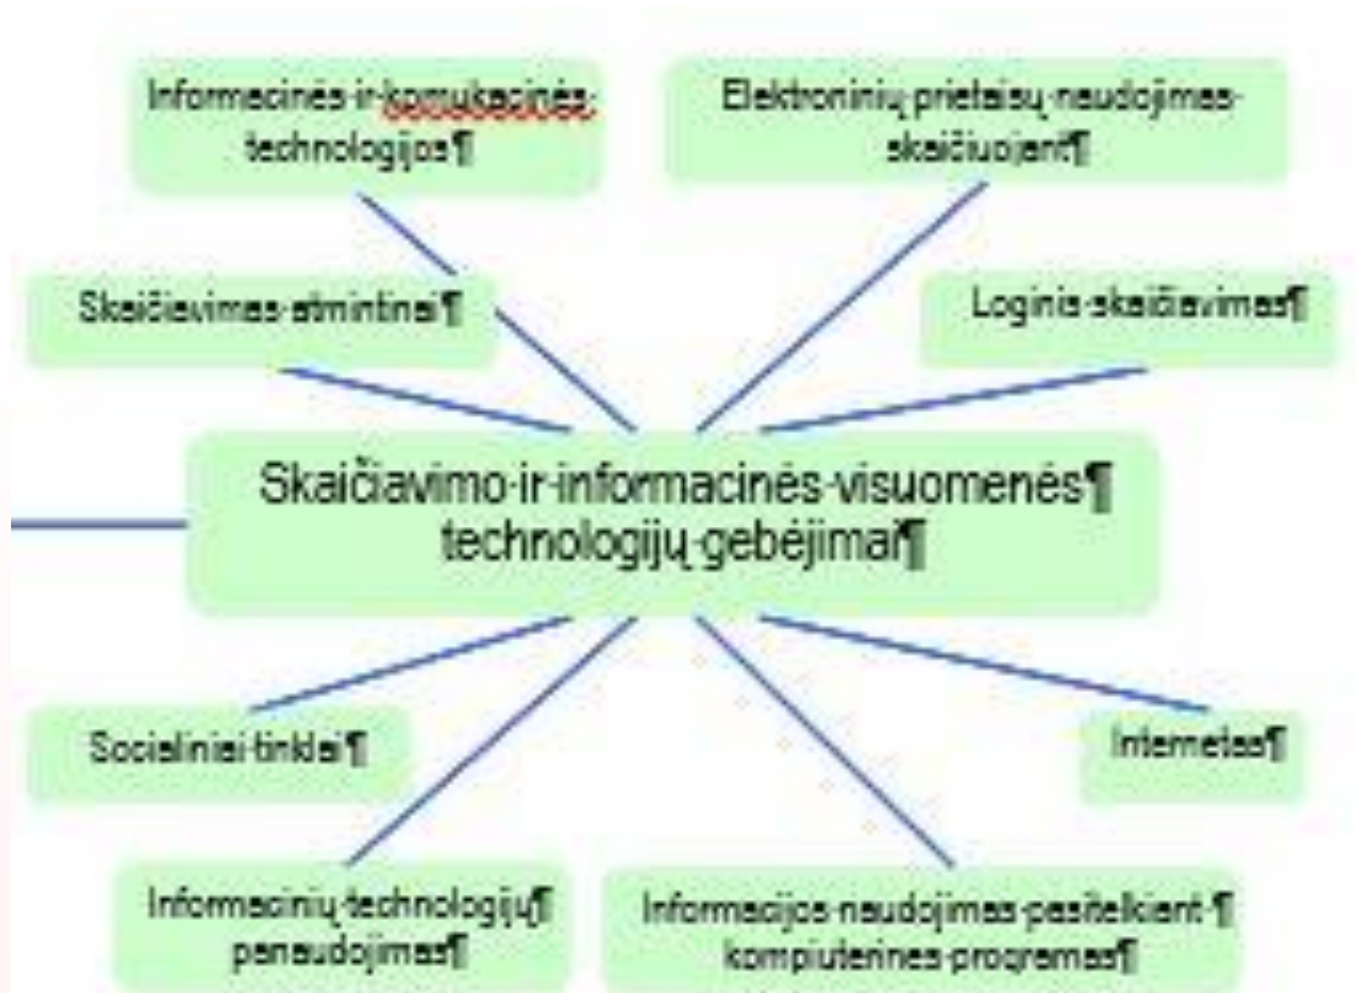 Informacinės·ir·komukacinės·
technologijos¶
Elektroninių·prietaisų·naudojimas·
skaičiuojant¶
Skaičiavimas·atmintinai¶
Loginis·skaičiavimas¶
Skaičiavimo·ir·informacinės·visuomenės¶
technologijų·gebėjimai¶
Socialiniai·tinklai¶
Internetas¶
Informacinių·technologijų¶
panaudojimas¶
Informacijos·naudojimas·pasitelkiant·¶
kompiuterines·programas¶